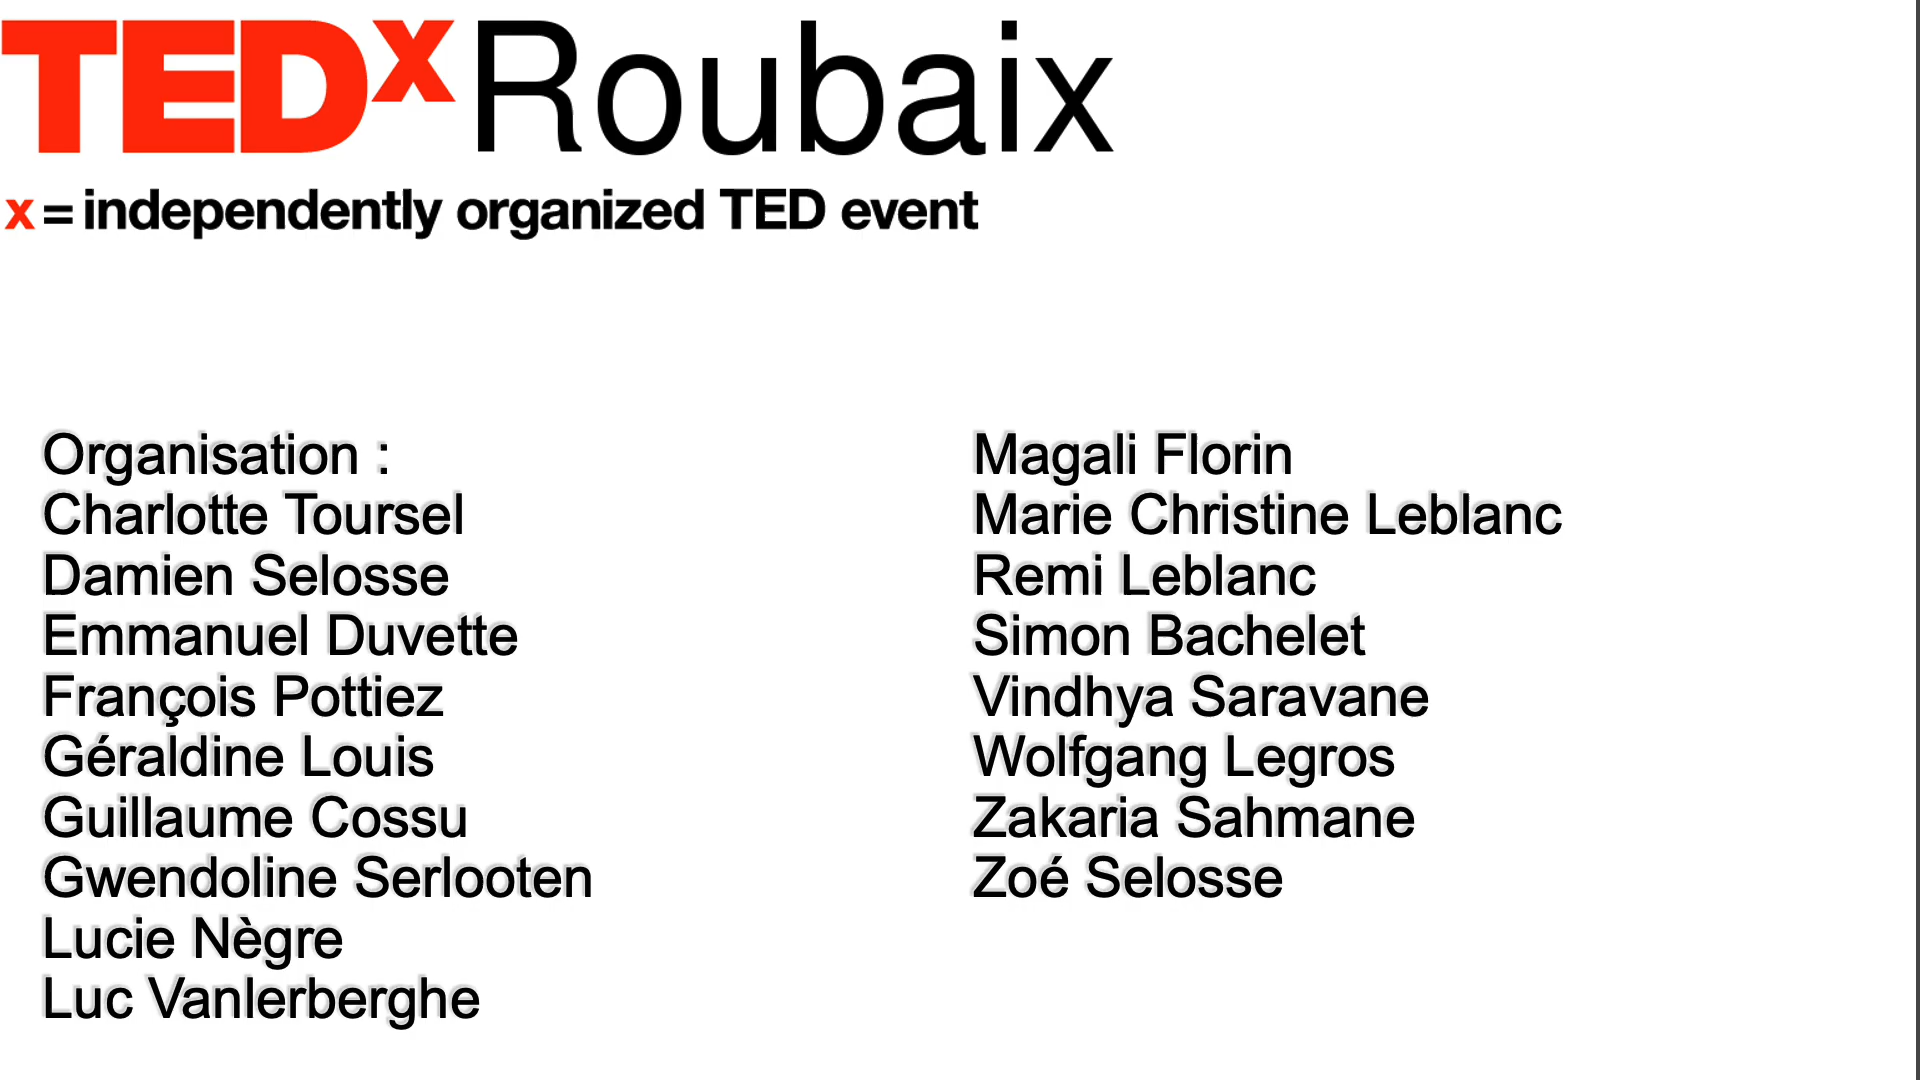 TEDx Roubaix
x = independently organized TED event
Organisation :
Charlotte Toursel
Damien Selosse
Emmanuel Duvette
François Pottiez
Géraldine Louis
Guillaume Cossu
Gwendoline Serlooten
Lucie Nègre
Luc Vanlerberghe
Magali Florin
Marie Christine Leblanc
Remi Leblanc
Simon Bachelet
Vindhya Saravane
Wolfgang Legros
Zakaria Sahmane
Zoé Selosse